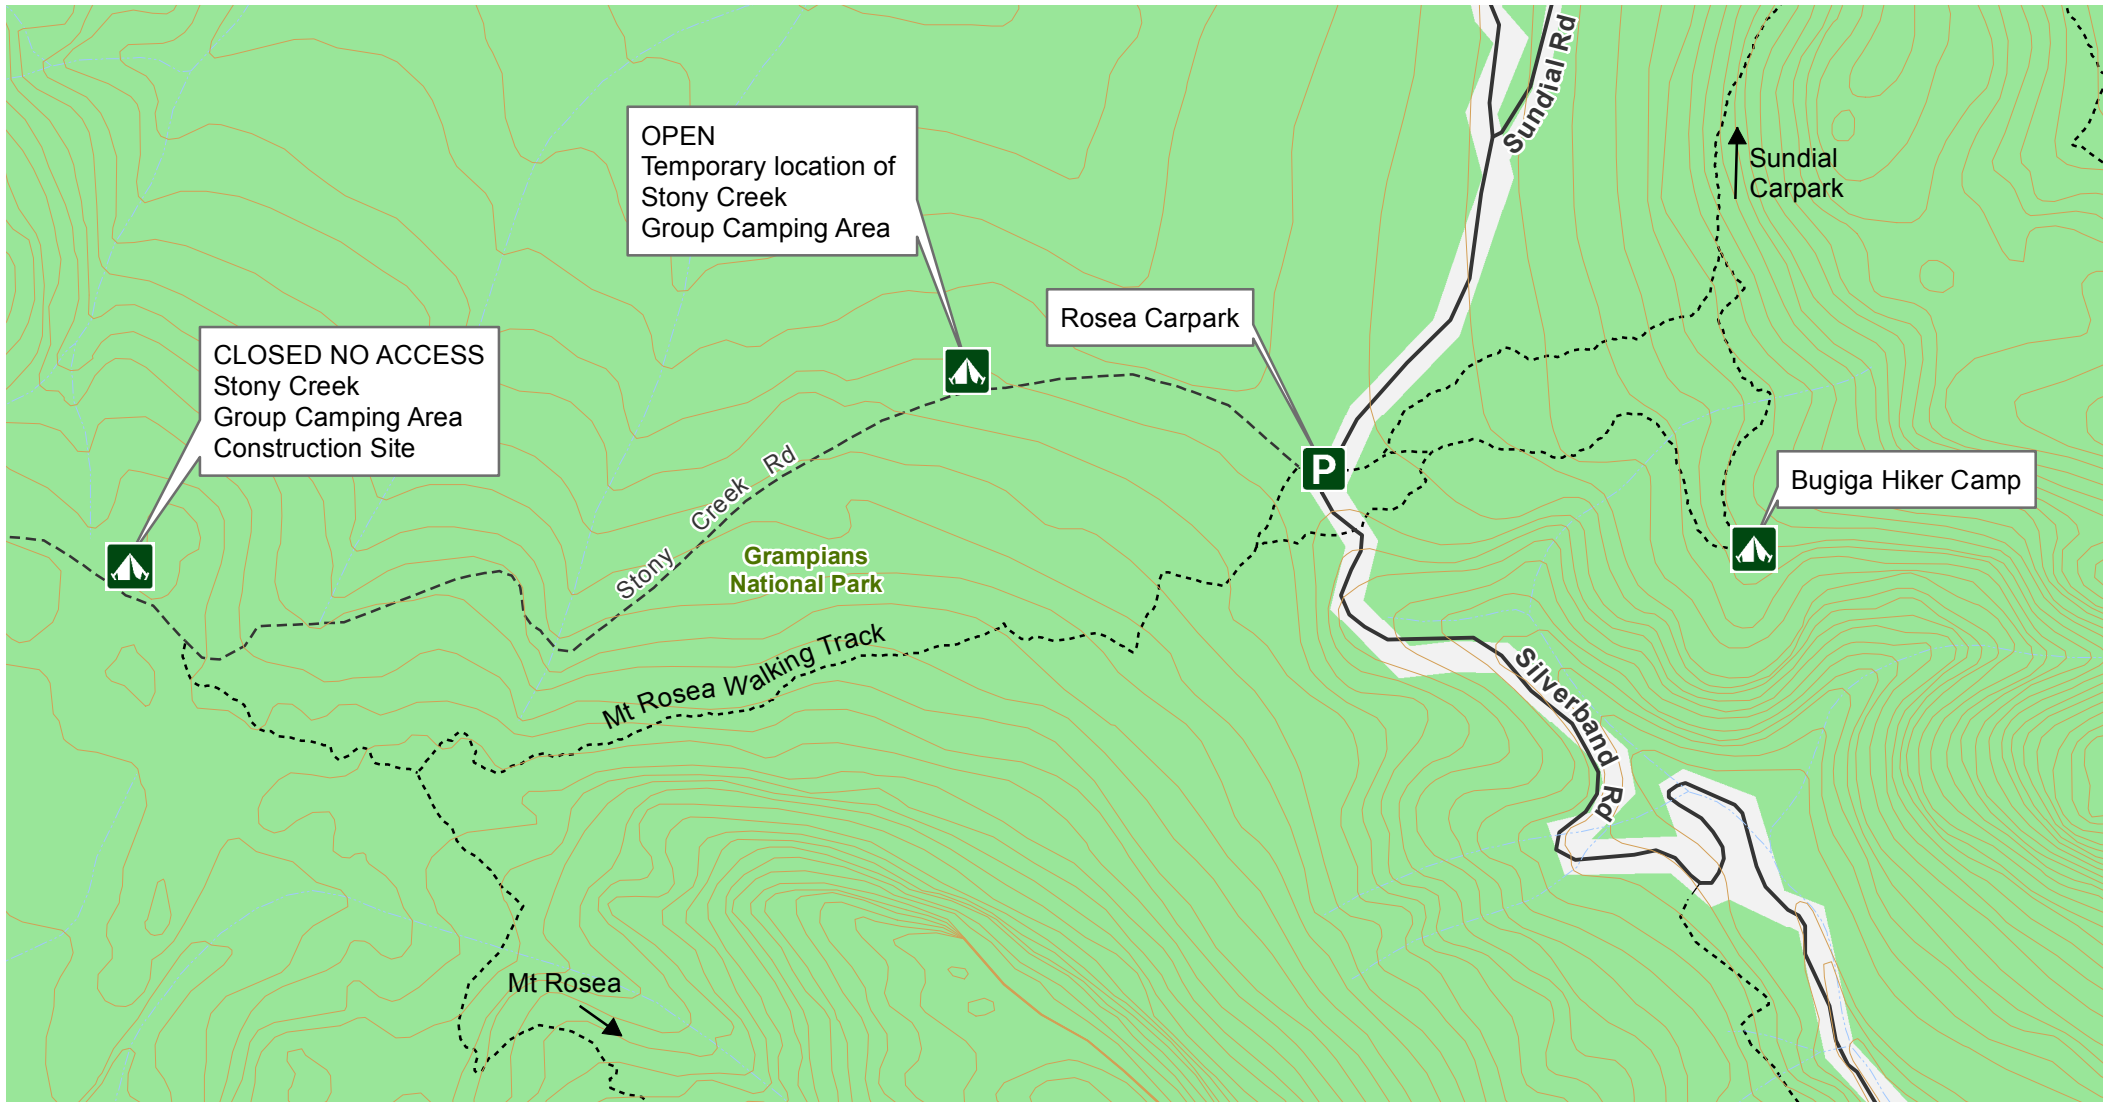 Sundial Rd
OPEN
Temporary location of
Stony Creek
Group Camping Area
Sundial
Carpark
Rosea Carpark
CLOSED NO ACCESS
Stony Creek
Group Camping Area
Construction Site
P
Stony Creek Rd
Bugiga Hiker Camp
Grampians
National Park
Mt Rosea Walking Track
Silverband Rd
Mt Rosea